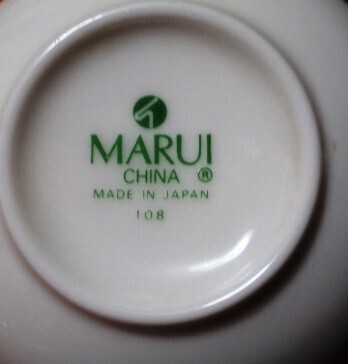 MARUI
CHINA ®
MADE IN JAPAN
108